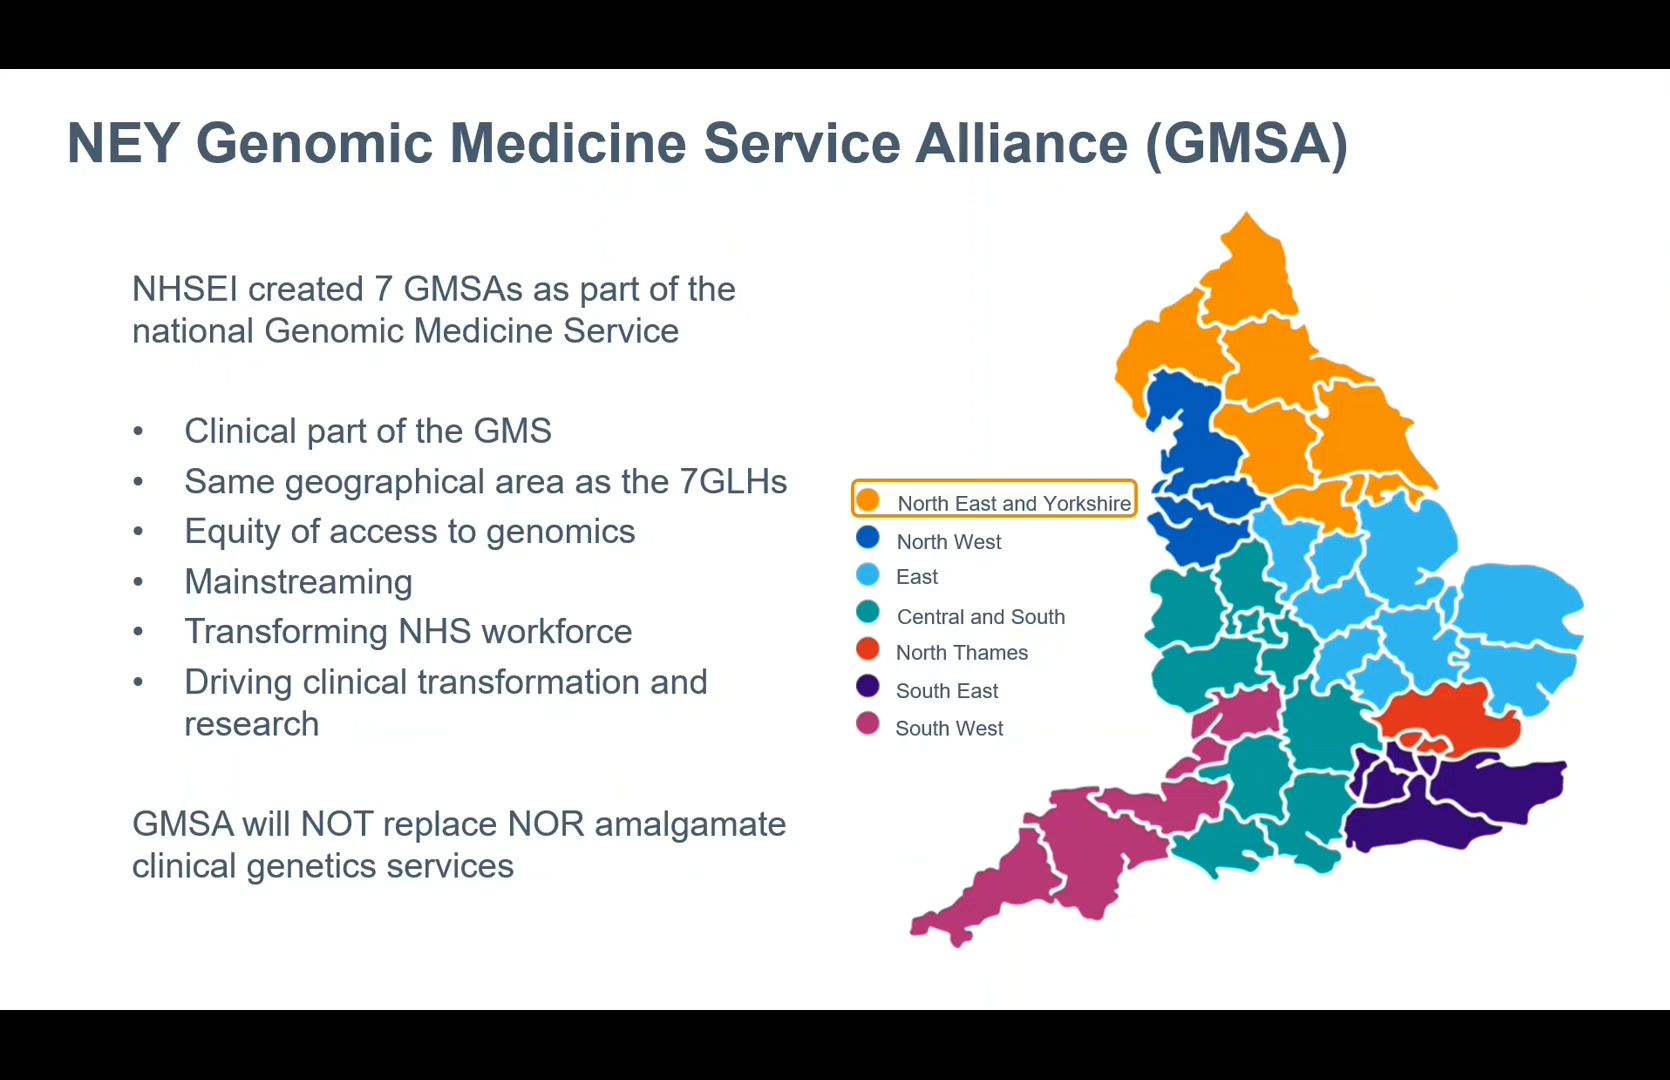 NEY Genomic Medicine Service Alliance (GMSA)
NHSEI created 7 GMSAs as part of the
national Genomic Medicine Service
• Clinical part of the GMS
• Same geographical area as the 7GLHs
• Equity of access to genomics
• Mainstreaming
• Transforming NHS workforce
• Driving clinical transformation and
research
GMSA will NOT replace NOR amalgamate
clinical genetics services
North East and Yorkshire
North West
East
Central and South
North Thames
South East
South West